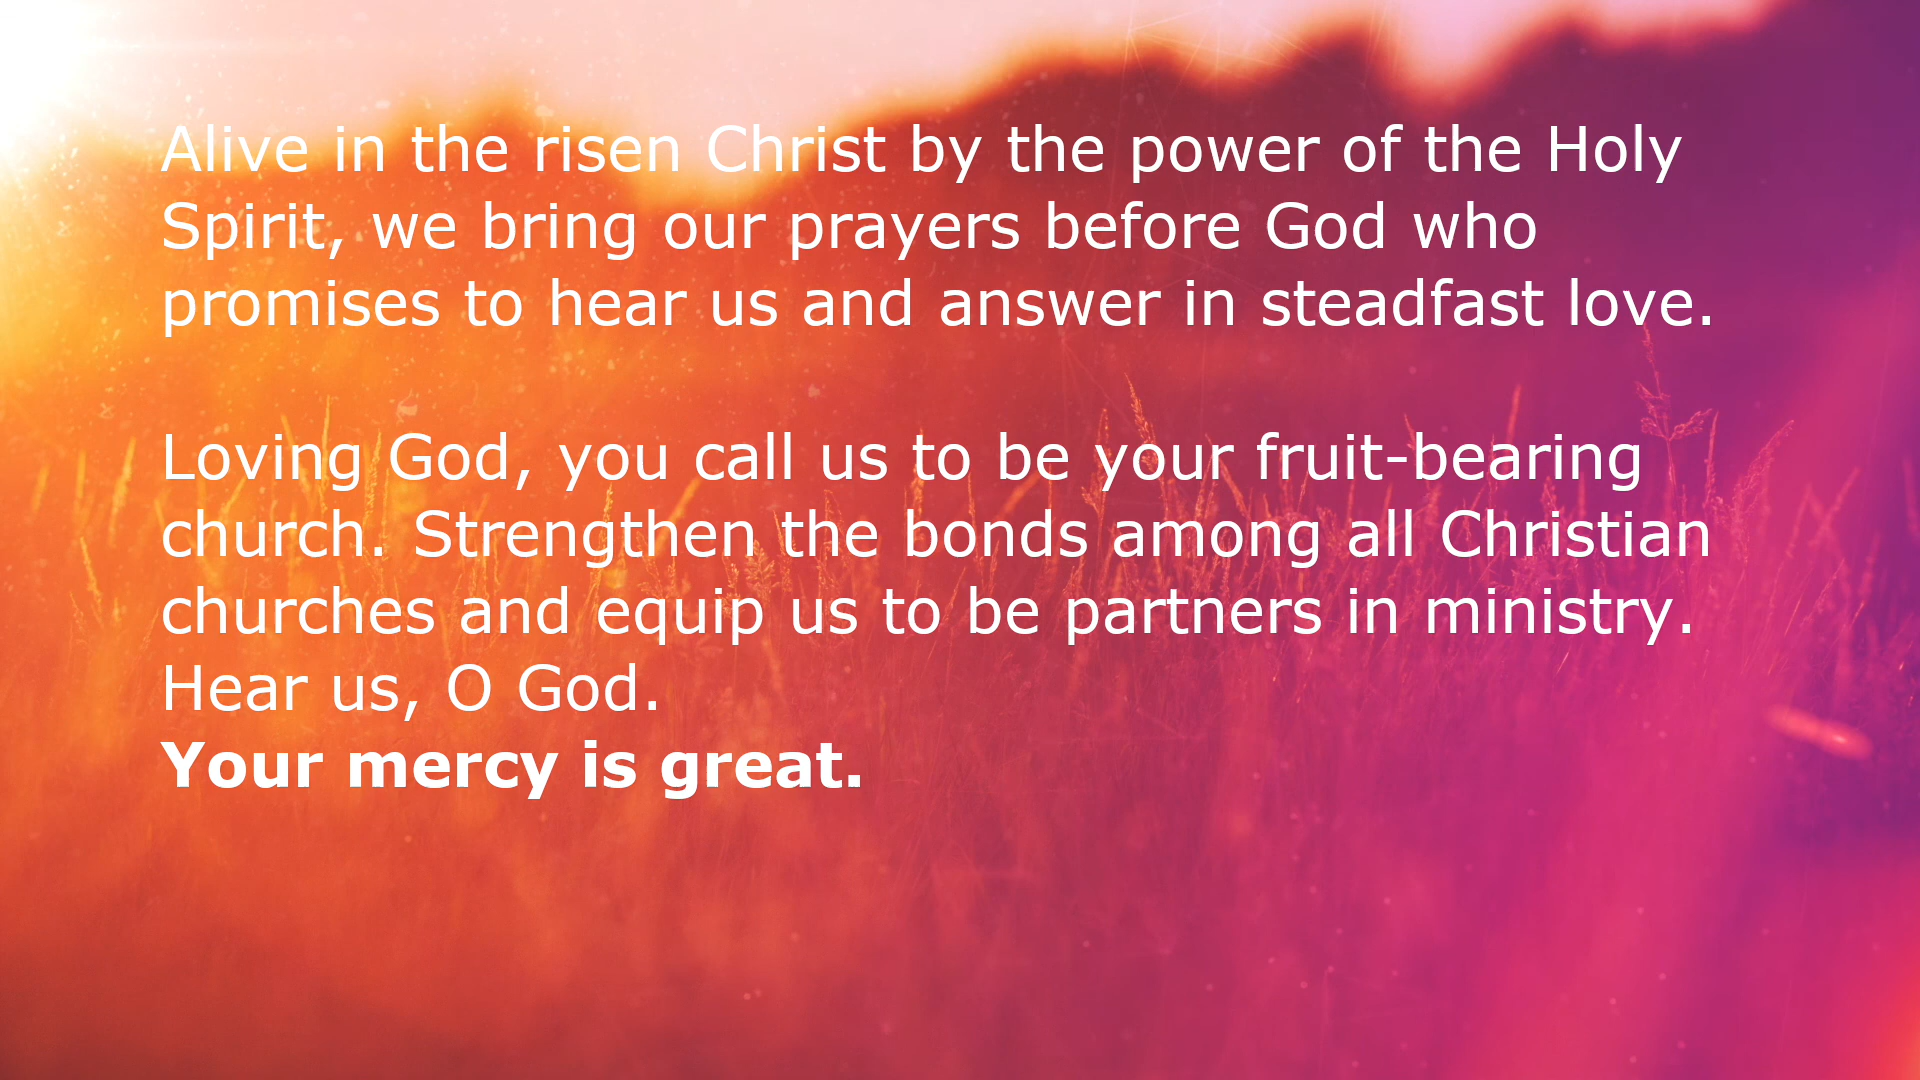 Alive in the risen Christ by the power of the Holy
Spirit, we bring our prayers before God who
promises to hear us and answer in steadfast love.
Loving God, you call us to be your fruit-bearing
church. Strengthen the bonds among all Christian
churches and equip us to be partners in ministry.
Hear us, O God.
Your mercy is great.